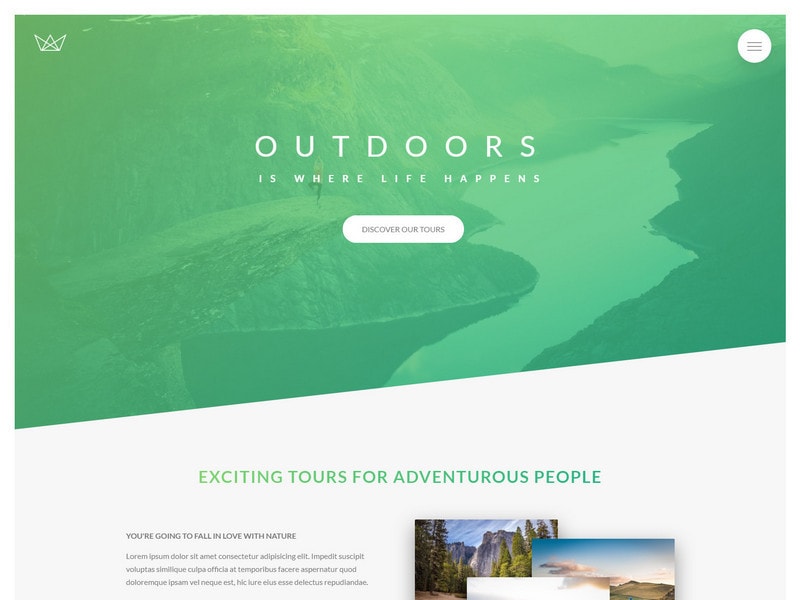 OUTDOORS
IS WHERE LIFE HAPPENS
DISCOVER OUR TOURS
EXCITING TOURS FOR ADVENTUROUS PEOPLE
YOU'RE GOING TO FALL IN LOVE WITH NATURE
Lorem ipsum dolor sit amet consectetur adipisicing elit. Impedit suscipit
voluptas similique culpa officia at temporibus facere aspernatur quod
doloremque ipsam vel neque est, hic iure eius esse delectus repudiandae.